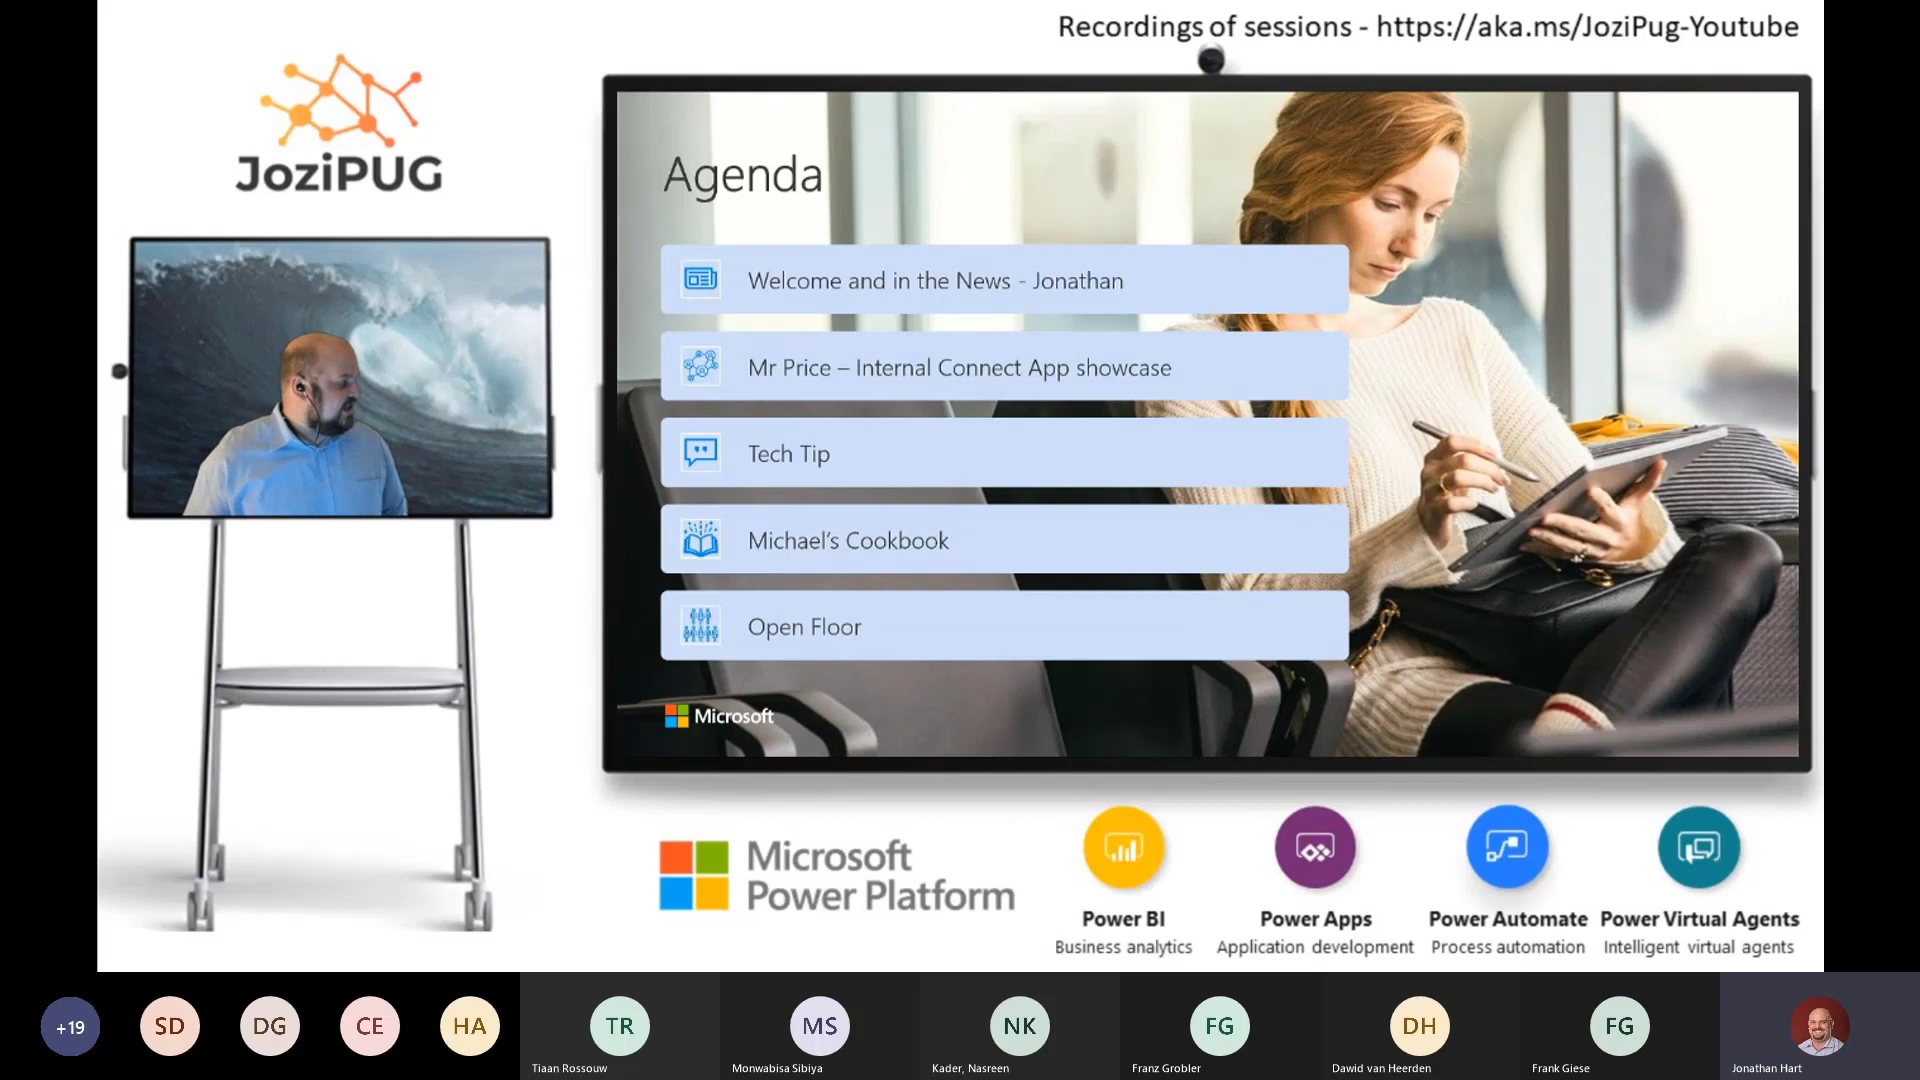 Recordings of sessions - https://aka.ms/JoziPug-Youtube
JoziPUG
Agenda
Welcome and in the News - Jonathan
Mr Price – Internal Connect App showcase
Tech Tip
Michael's Cookbook
Open Floor
Microsoft
Microsoft
Power Platform
Power BI
Business analytics
Power Apps
Application development
Power Automate
Process automation
Power Virtual Agents
Intelligent virtual agents
+19
SD
DG
CE
HA
TR
Tiaan Rossouw
MS
Monwabisa Sibiya
NK
Kader, Nasreen
FG
Franz Grobler
DH
Dawid van Heerden
FG
Frank Giese
Jonathan Hart